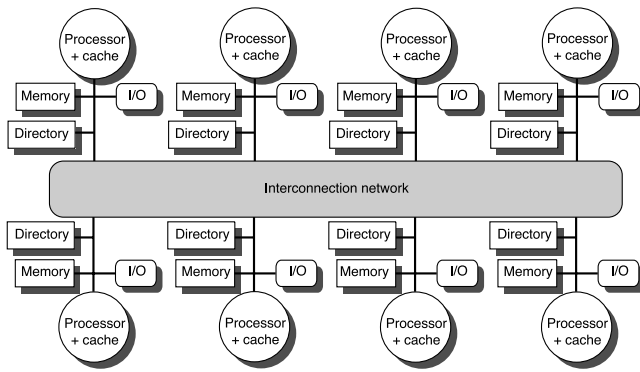 Processor
+ cache
Processor
+ cache
Processor
+ cache
Processor
+ cache
Memory
I/O
Memory
I/O
Memory
I/O
Memory
I/O
Directory
Directory
Directory
Directory
Interconnection network
Directory
Directory
Directory
Directory
Memory
I/O
Memory
I/O
Memory
I/O
Memory
I/O
Processor
+ cache
Processor
+ cache
Processor
+ cache
Processor
+ cache